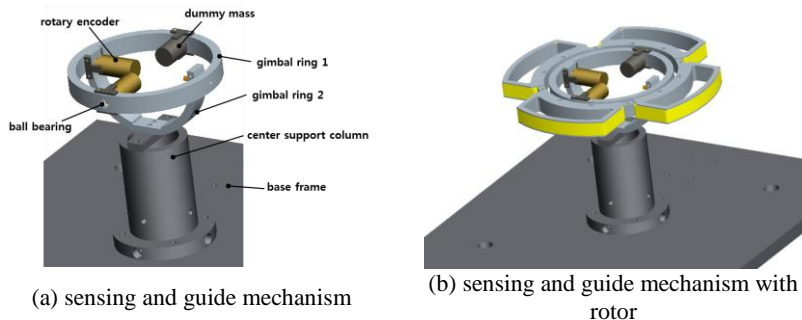 dummy mass
rotary encoder
gimbal ring 1
gimbal ring 2
ball bearing
center support column
base frame
(a) sensing and guide mechanism
(b) sensing and guide mechanism with
rotor